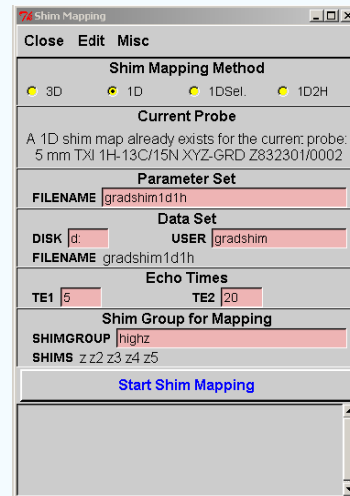 Shim Mapping
Close Edit Misc
Shim Mapping Method
3D 1D 1DSel. 1D2H
Current Probe
A 1D shim map already exists for the current probe:
5 mm TXI 1H-13C/15N XYZ-GRD Z832301/0002
Parameter Set
FILENAME gradshim1d1h
Data Set
DISK d: USER gradshim
FILENAME gradshim1d1h
Echo Times
TE1 5 TE2 20
Shim Group for Mapping
SHIMGROUP highz
SHIMS z z2 z3 z4 z5
Start Shim Mapping